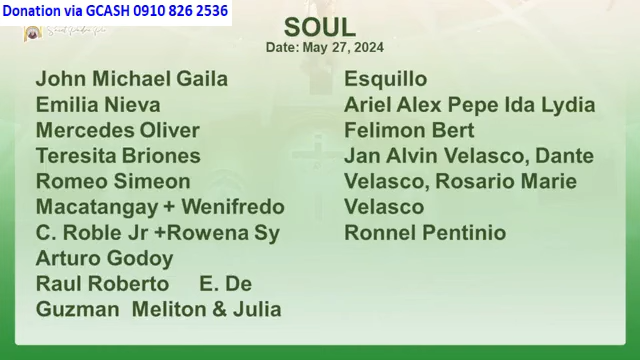 Donation via GCASH 0910 826 2536
SOUL
Date: May 27, 2024
John Michael Gaila
Emilia Nieva
Mercedes Oliver
Teresita Briones
Romeo Simeon
Macatangay + Wenifredo
C. Roble Jr +Rowena Sy
Arturo Godoy
Raul Roberto E. De
Guzman Meliton & Julia
Esquillo
Ariel Alex Pepe Ida Lydia
Felimon Bert
Jan Alvin Velasco, Dante
Velasco, Rosario Marie
Velasco
Ronnel Pentinio